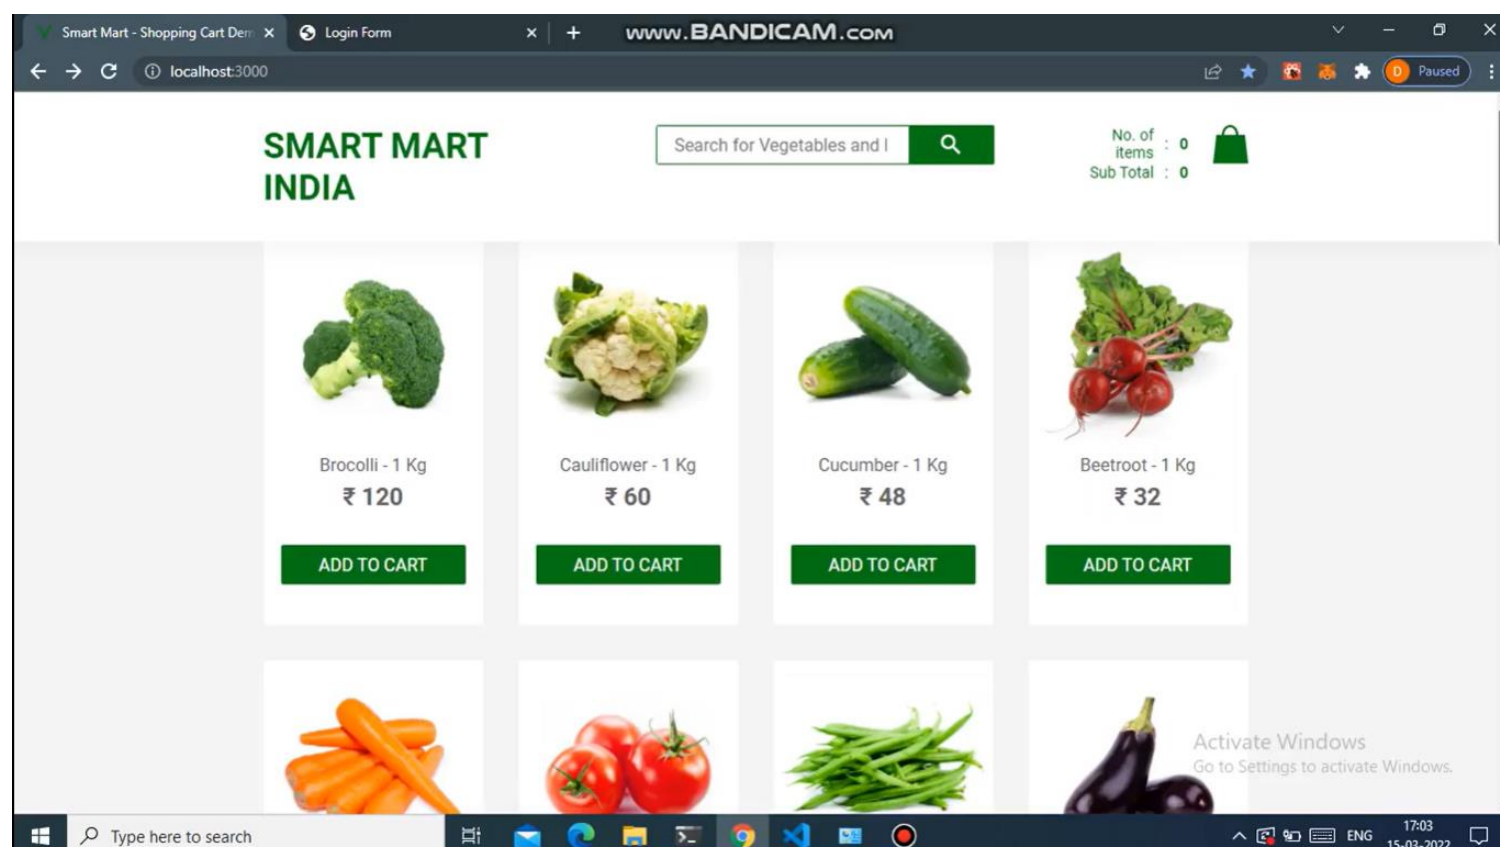 Smart Mart - Shopping Cart Dem
Login Form
www.BANDICAM.com
localhost:3000
Paused
D
SMART MART
INDIA
Search for Vegetables and
No. of
items : 0
Sub Total : 0
Brocolli - 1 Kg
Cauliflower - 1 Kg
Cucumber - 1 Kg
Beetroot - 1 Kg
₹ 120
₹ 60
₹ 48
₹ 32
ADD TO CART
ADD TO CART
ADD TO CART
ADD TO CART
Activate Windows
Go to Settings to activate Windows.
Type here to search
ENG
17:03
15-03-2022